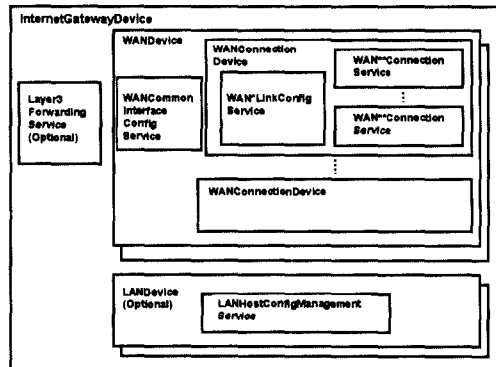 InternetGatewayDevice
WANDevice
WANConnection
Device
WAN**Connection
Service
Layer3
Forwarding
Service
(Optional)
WANCommon
Interface
Config
Service
WAN*LinkConfig
Service
WAN**Connection
Service
WANConnectionDevice
LANDevice
(Optional)
LANHostConfigManagement
Service